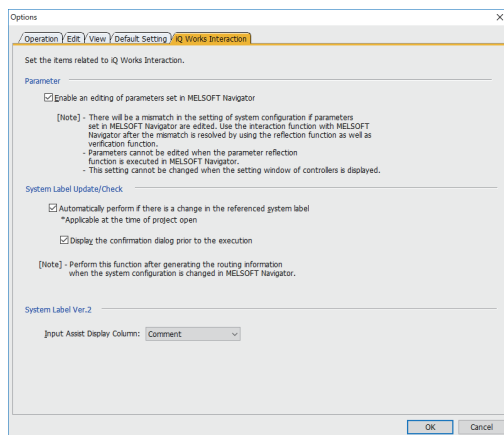 Options
Operation Edit View Default Setting iQ Works Interaction
Set the items related to iQ Works Interaction.
Parameter
Enable an editing of parameters set in MELSOFT Navigator
[Note] - There will be a mismatch in the setting of system configuration if parameters
set in MELSOFT Navigator are edited. Use the interaction function with MELSOFT
Navigator after the mismatch is resolved by using the reflection function as well as
verification function.
- Parameters cannot be edited when the parameter reflection
function is executed in MELSOFT Navigator.
- This setting cannot be changed when the setting window of controllers is displayed.
System Label Update/Check
Automatically perform if there is a change in the referenced system label
*Applicable at the time of project open
Display the confirmation dialog prior to the execution
[Note] - Perform this function after generating the routing information
when the system configuration is changed in MELSOFT Navigator.
System Label Ver.2
Input Assist Display Column: Comment
OK Cancel